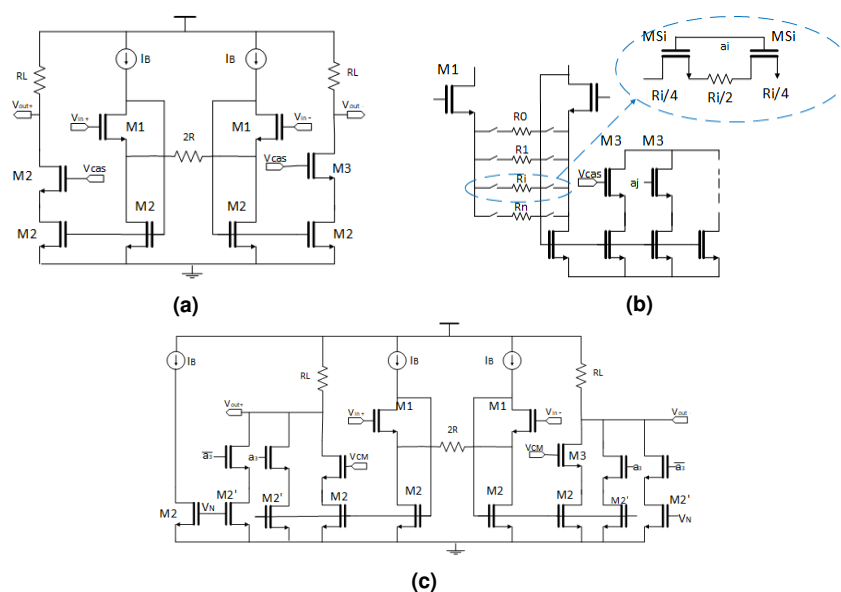 RL
IB
IB
RL
Vout+
Vout
Vin +
M1
M1
Vin -
2R
Vcas
Vcas
M2
M3
M2
M2
M2
M2
(a)
M1
R0
R1
Ri
Rn
MSi
MSi
ai
Ri/4
Ri/2
Ri/4
M3
M3
Vcas
aj
(b)
IB
RL
IB
IB
RL
Vout+
Vout
Vin +
M1
M1
Vin -
2R
a3
a3
VCM
VCM
M3
a3
a3
M2
VN
M2'
M2'
M2
M2
M2
M2
M2'
M2'
VN
(c)